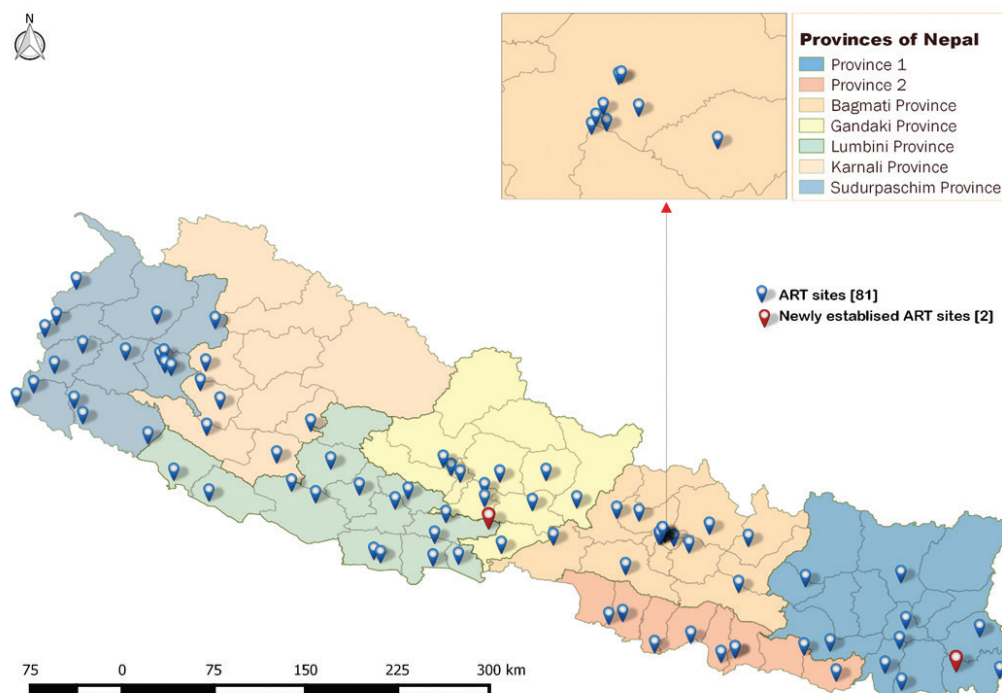 N
Provinces of Nepal
Province 1
Province 2
Bagmati Province
Gandaki Province
Lumbini Province
Karnali Province
Sudurpaschim Province
ART sites [81]
Newly establised ART sites [2]
75 0 75 150 225 300 km